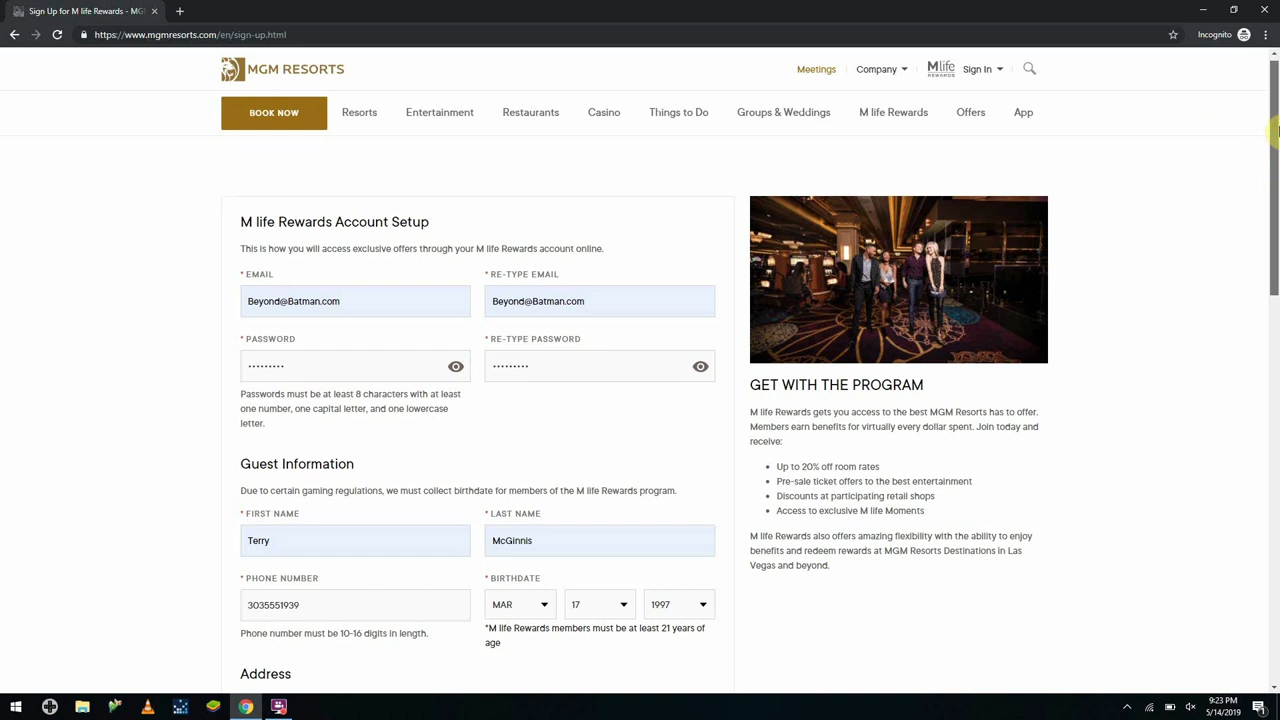 Sign Up For M life Rewards - MG
https://www.mgmresorts.com/en/sign-up.html
Incognito
MGM RESORTS
Meetings
Company
Mlife
REWARDS
Sign In
BOOK NOW
Resorts
Entertainment
Restaurants
Casino
Things to Do
Groups & Weddings
M life Rewards
Offers
App
M life Rewards Account Setup
This is how you will access exclusive offers through your M life Rewards account online.
* EMAIL
* RE-TYPE EMAIL
Beyond@Batman.com
Beyond@Batman.com
* PASSWORD
* RE-TYPE PASSWORD
•••••••••
•••••••••
Passwords must be at least 8 characters with at least
one number, one capital letter, and one lowercase
letter.
Guest Information
Due to certain gaming regulations, we must collect birthdate for members of the M life Rewards program.
* FIRST NAME
* LAST NAME
Terry
McGinnis
* PHONE NUMBER
* BIRTHDATE
3035551939
MAR
17
1997
Phone number must be 10-16 digits in length.
*M life Rewards members must be at least 21 years of
age
Address
GET WITH THE PROGRAM
M life Rewards gets you access to the best MGM Resorts has to offer.
Members earn benefits for virtually every dollar spent. Join today and
receive:
• Up to 20% off room rates
• Pre-sale ticket offers to the best entertainment
• Discounts at participating retail shops
• Access to exclusive M life Moments
M life Rewards also offers amazing flexibility with the ability to enjoy
benefits and redeem rewards at MGM Resorts Destinations in Las
Vegas and beyond.
9:23 PM
5/14/2019